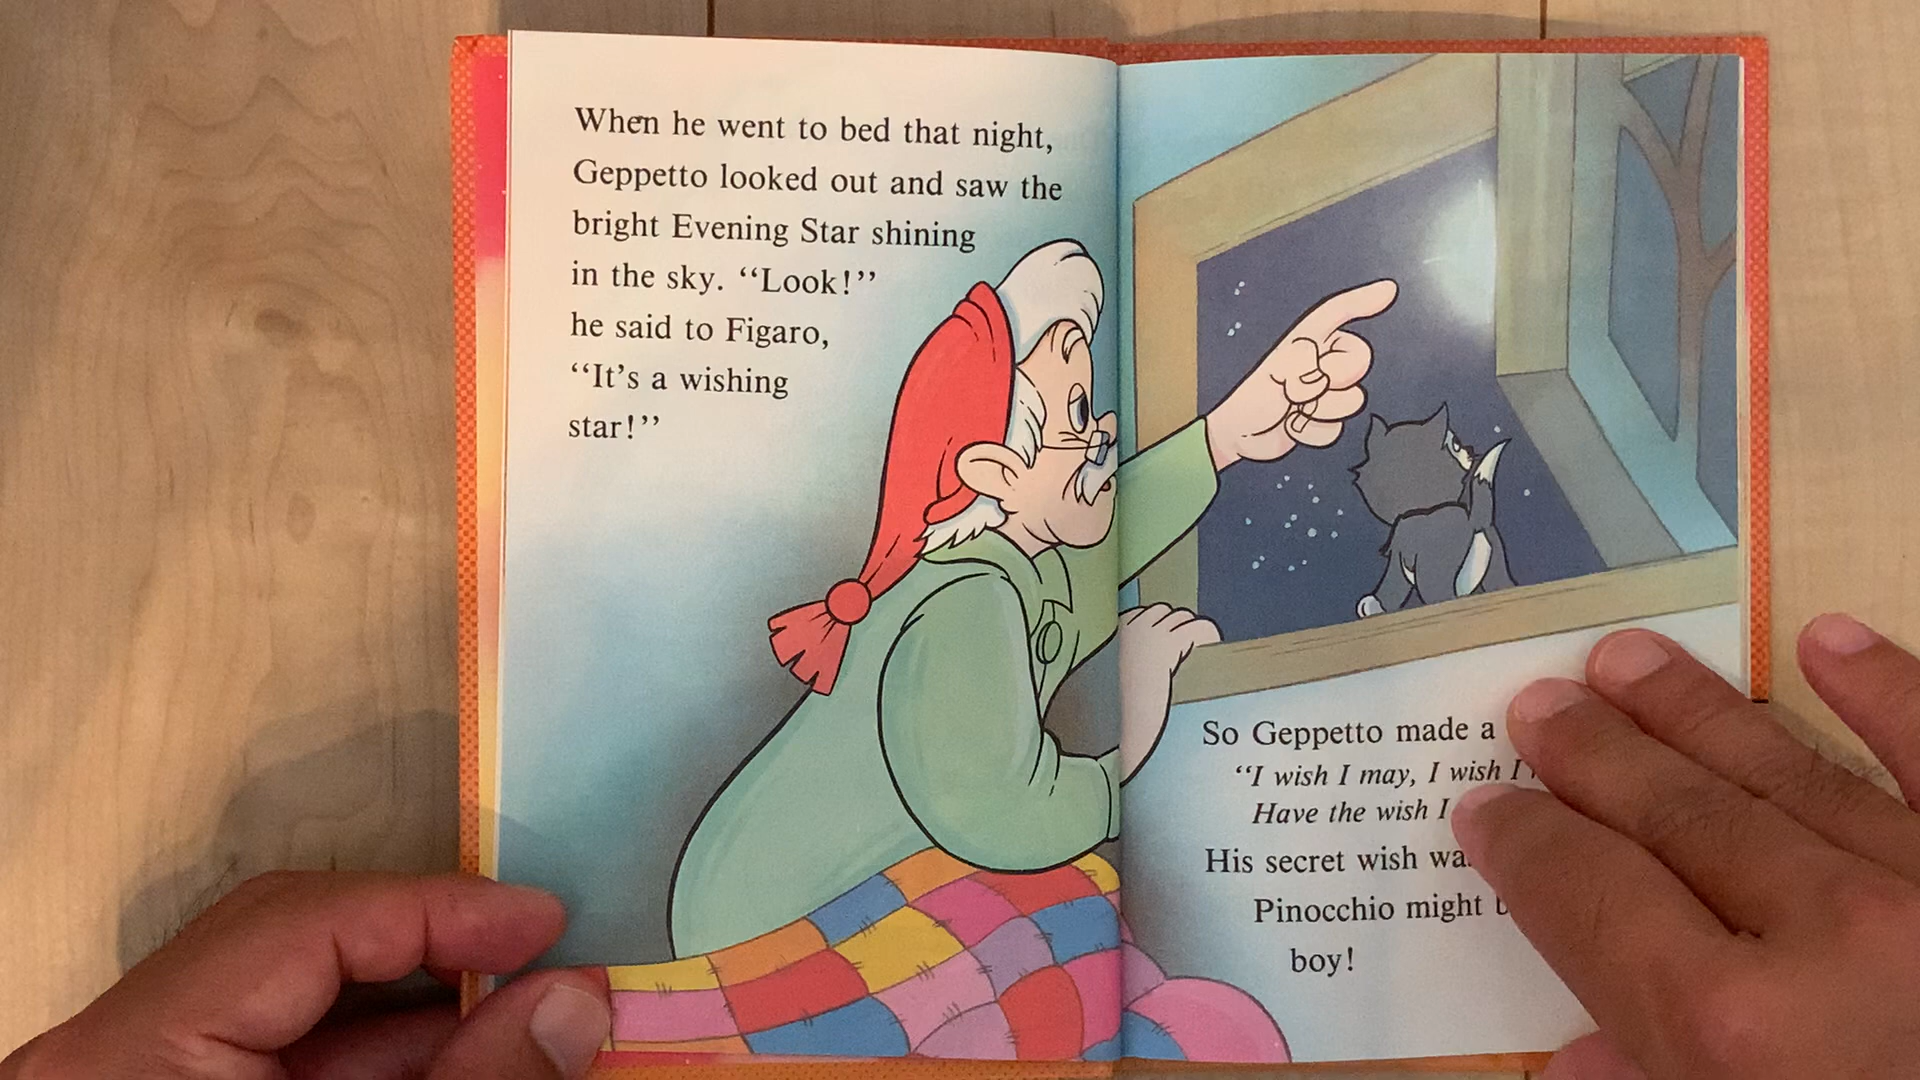 When he went to bed that night,
Geppetto looked out and saw the
bright Evening Star shining
in the sky. “Look!”
he said to Figaro,
“It’s a wishing
star!”
So Geppetto made a
“I wish I may, I wish I
Have the wish I
His secret wish
Pinocchio might
boy!